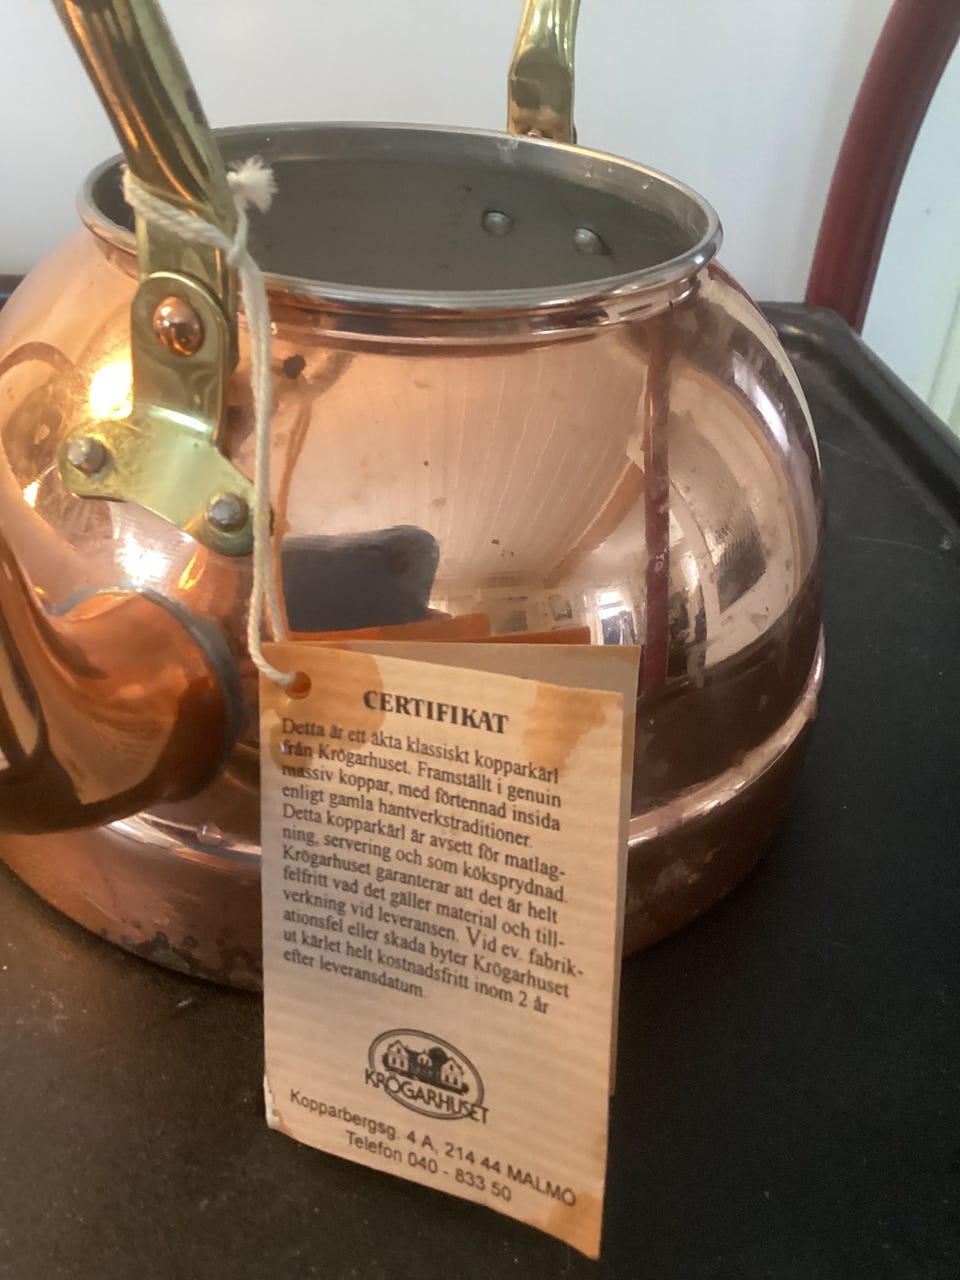 CERTIFIKAT
Detta är ett äkta klassiskt kopparkärl
från Krögarhuset. Framställt i genuin
massiv koppar, med förtennad insida
enligt gamla hantverkstraditioner.
Detta kopparkärl är avsett för matlag-
ning, servering och som köksprydnad.
Krögarhuset garanterar att det är helt
felfritt vad det gäller material och till-
verkning vid leveransen. Vid ev. fabrik-
ationsfel eller skada byter Krögarhuset
ut kärlet helt kostnadsfritt inom 2 år
efter leveransdatum.
KRÖGARHUSET
Kopparbergsg. 4 A, 214 44 MALMÖ
Telefon 040 - 833 50